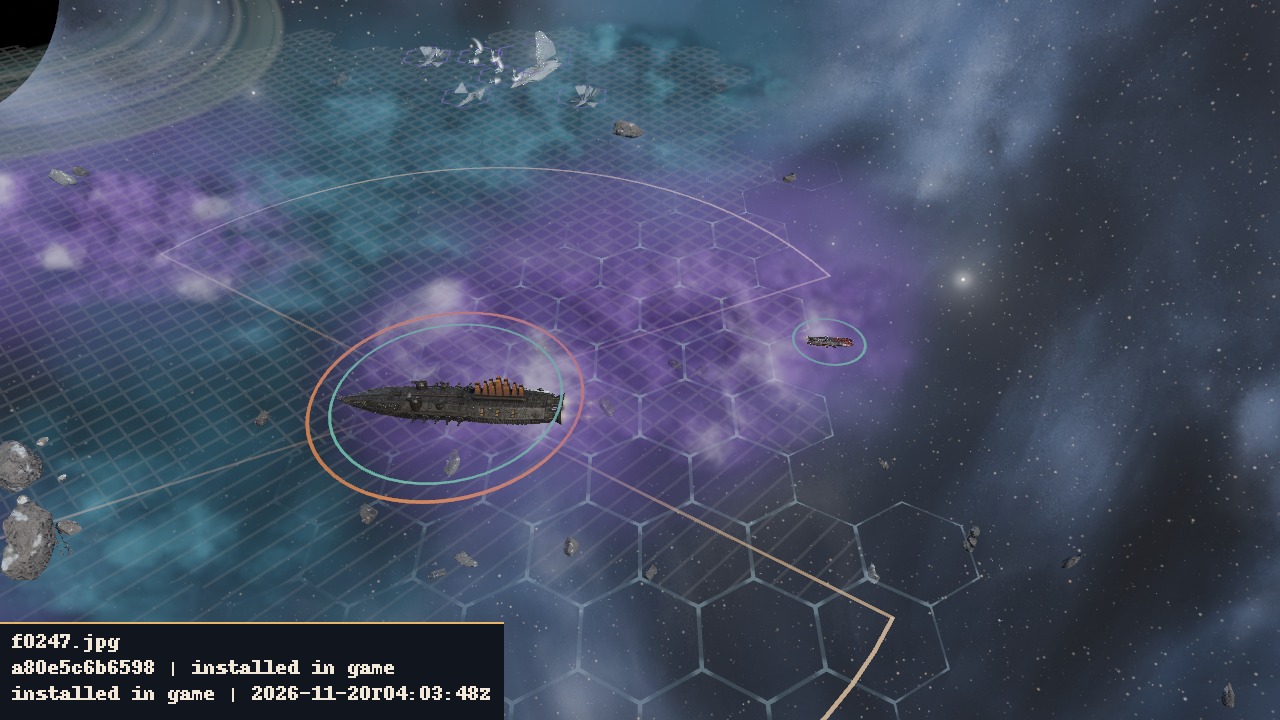 f0247.jpg
a80e5c6b6598 | installed in game
installed in game | 2026-11-20T04:03:48Z